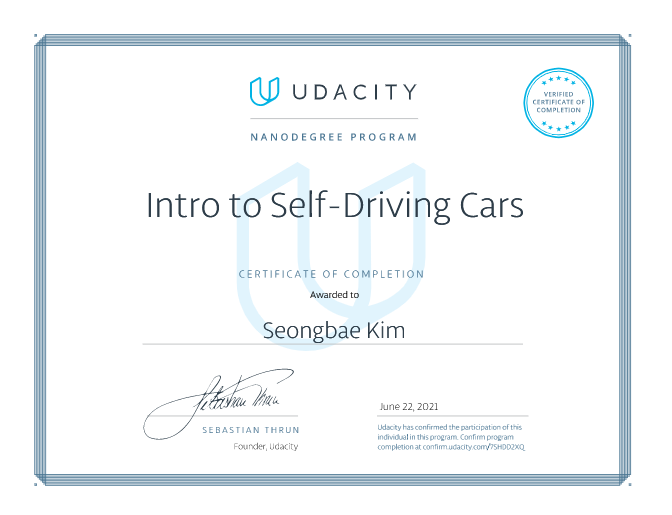 UDACITY
VERIFIED
CERTIFICATE OF
COMPLETION
NANODEGREE PROGRAM
Intro to Self-Driving Cars
CERTIFICATE OF COMPLETION
Awarded to
Seongbae Kim
Sebastian Thrun
June 22, 2021
SEBASTIAN THRUN
Founder, Udacity
Udacity has confirmed the participation of this
individual in this program. Confirm program
completion at confirm.udacity.com/7SHDD2XQ